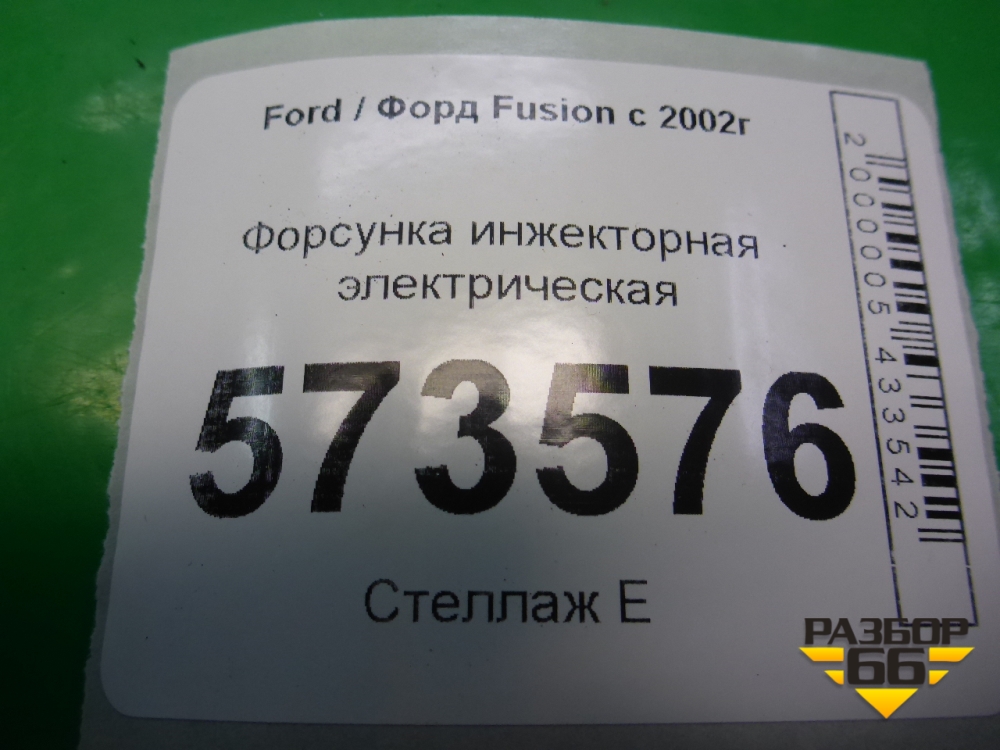 Ford / Форд Fusion с 2002г
Форсунка инжекторная
электрическая
573576
Стеллаж Е
2000005433542
РАЗБОР
66